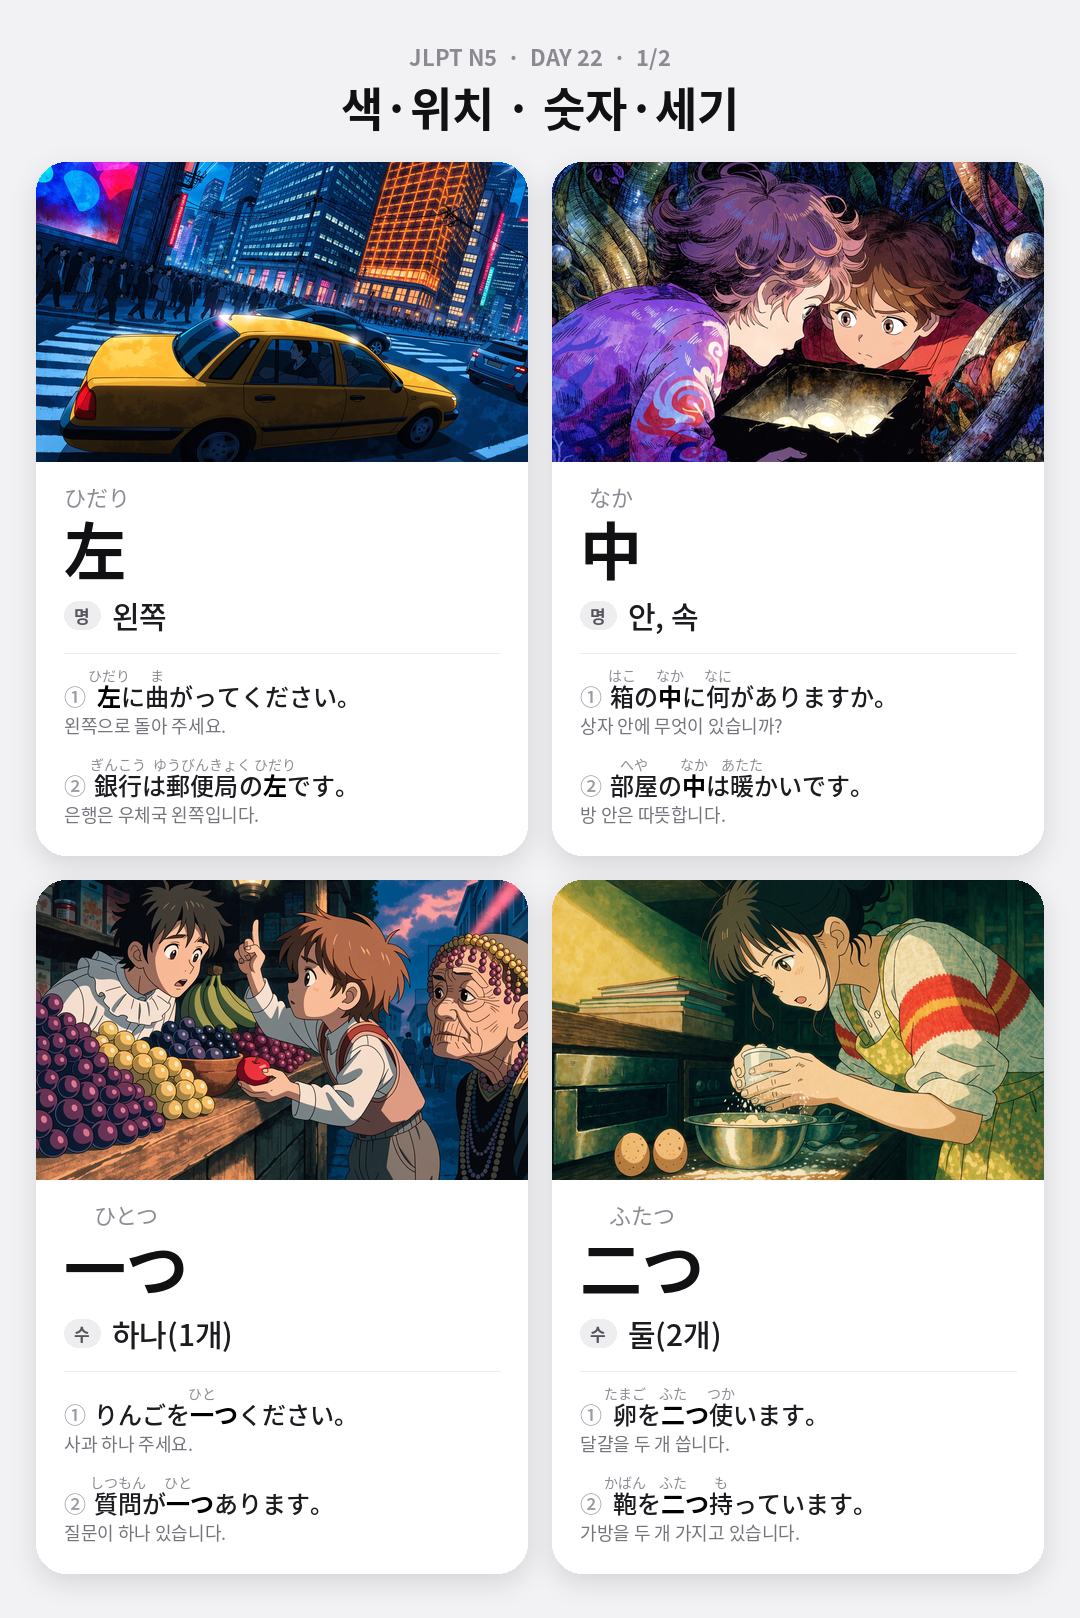 JLPT N5 · DAY 22 · 1/2
색·위치 · 숫자·세기
ひだり
左
명 왼쪽
ひだり ま
① 左に曲がってください。
왼쪽으로 돌아 주세요.
ぎんこう ゆうびんきょく ひだり
② 銀行は郵便局の左です。
은행은 우체국 왼쪽입니다.
なか
中
명 안, 속
はこ なか なに
① 箱の中に何がありますか。
상자 안에 무엇이 있습니까?
へや なか あたた
② 部屋の中は暖かいです。
방 안은 따뜻합니다.
ひとつ
一つ
수 하나(1개)
ひと
① りんごを一つください。
사과 하나 주세요.
しつもん ひと
② 質問が一つあります。
질문이 하나 있습니다.
ふたつ
二つ
수 둘(2개)
たまご ふた つか
① 卵を二つ使います。
달걀을 두 개 씁니다.
かばん ふた も
② 鞄を二つ持っています。
가방을 두 개 가지고 있습니다.